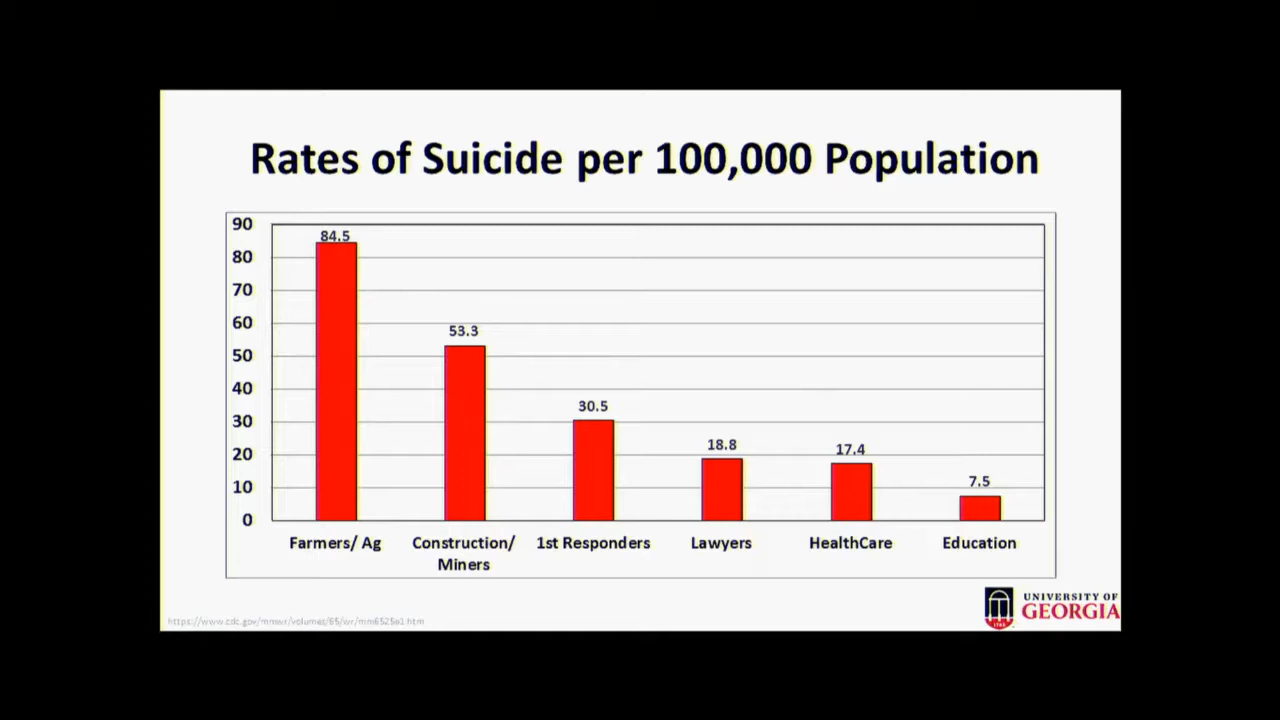 Rates of Suicide per 100,000 Population
90
80
70
60
50
40
30
20
10
0
84.5
53.3
30.5
18.8
17.4
7.5
Farmers/ Ag
Construction/
Miners
1st Responders
Lawyers
HealthCare
Education
https://www.cdc.gov/mmwr/volumes/65/wr/mm6525a1.htm
1785
UNIVERSITY OF
GEORGIA